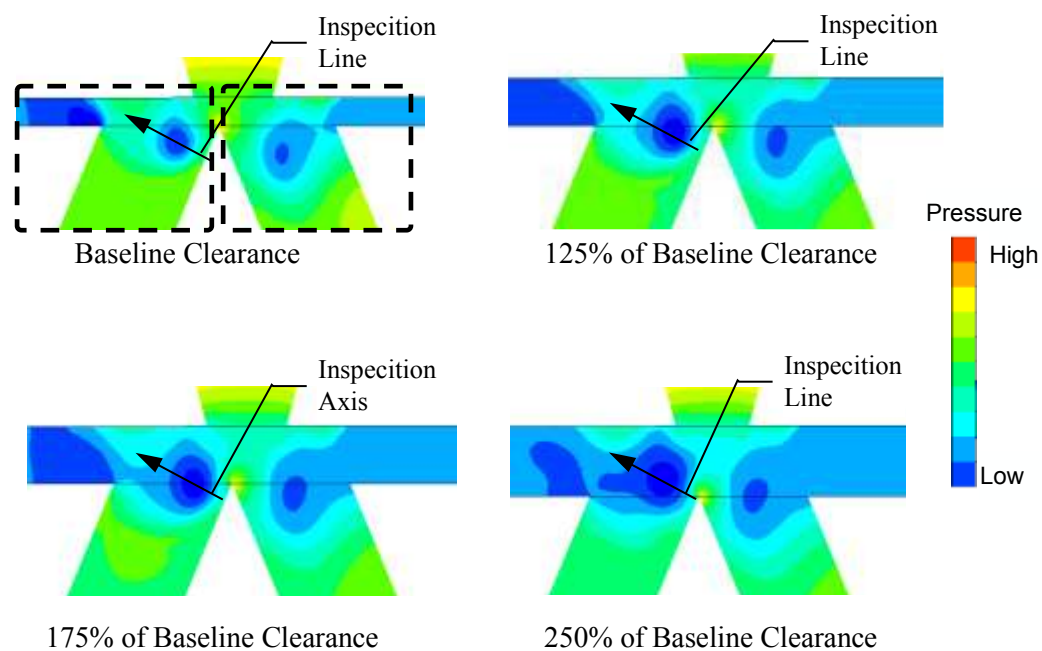 Inspecition
Line
Baseline Clearance
Inspecition
Line
125% of Baseline Clearance
Pressure
High
Low
Inspecition
Axis
175% of Baseline Clearance
Inspecition
Line
250% of Baseline Clearance